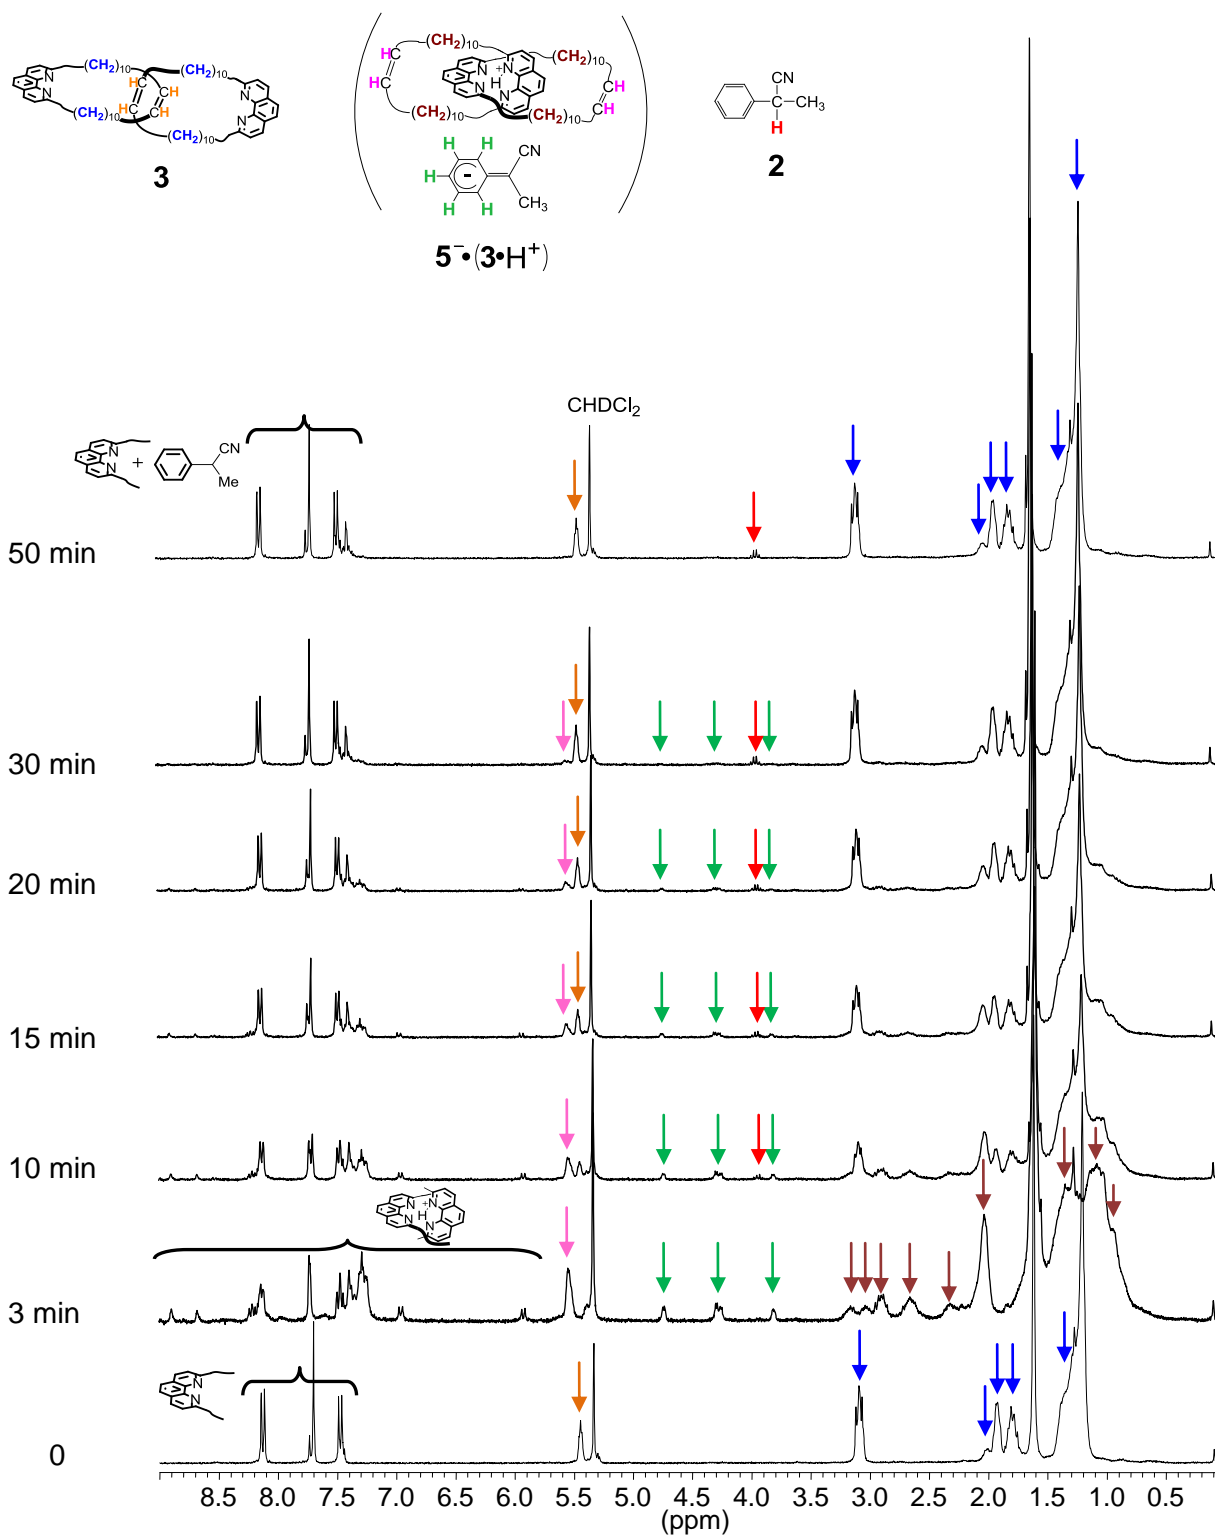 H (CH2)10 (CH2)10 H
(CH2)10 (CH2)10
N N H H H H N N
(CH2)10 (CH2)10
3
N N + H N N
H (CH2)10 (CH2)10 H
H H CN
H -
H H CH3
5−•(3•H+)
CN
CH3
H
2
CHDCl2
N N + CN
Me
50 min
30 min
20 min
15 min
10 min
N N + H N N
3 min
N N
0
8.5 8.0 7.5 7.0 6.5 6.0 5.5 5.0 4.5 4.0 3.5 3.0 2.5 2.0 1.5 1.0 0.5
(ppm)